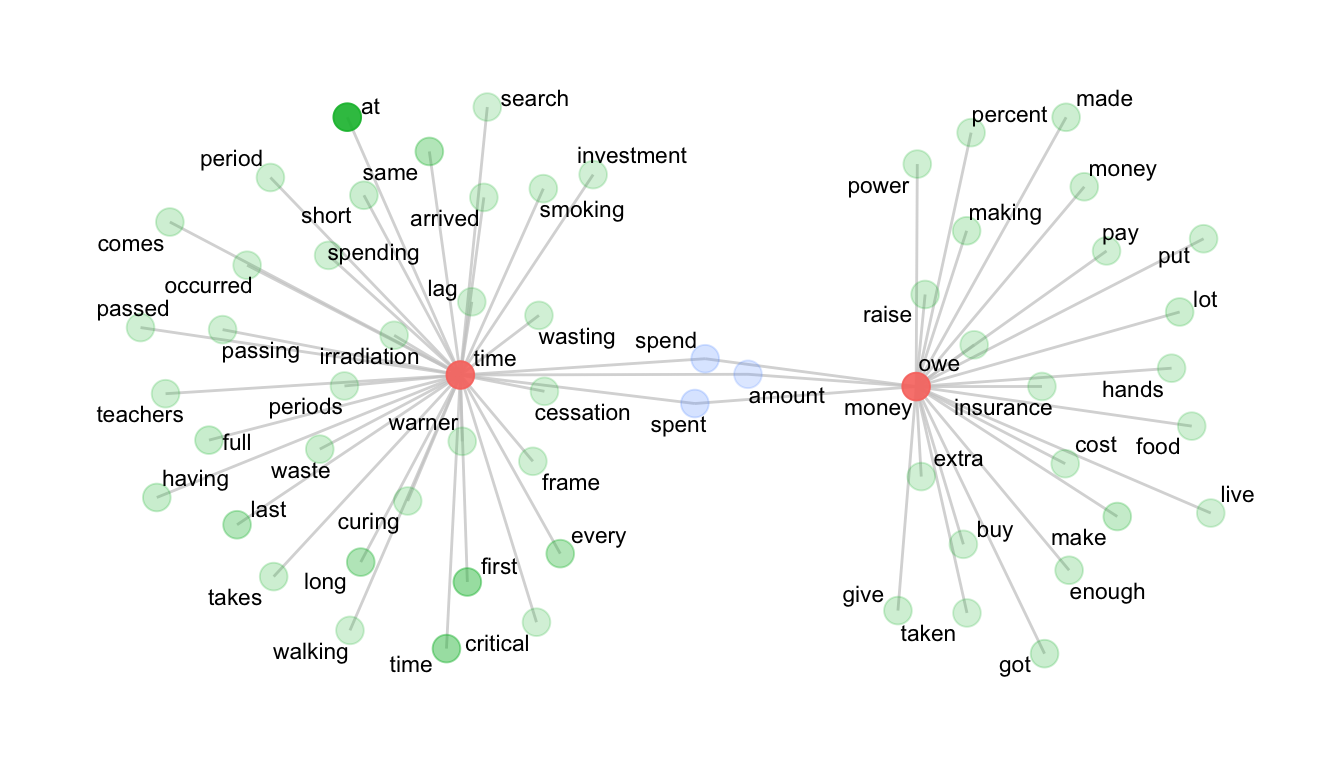 at
search
made
percent
period
same
investment
money
power
short
arrived
smoking
making
comes
spending
pay
put
occurred
lag
lot
passed
raise
wasting
spend
passing
irradiation
time
owe
hands
teachers
periods
cessation
amount
money
insurance
warner
spent
full
cost
food
waste
extra
having
frame
live
last
curing
every
buy
make
first
long
enough
takes
give
walking
critical
taken
time
got